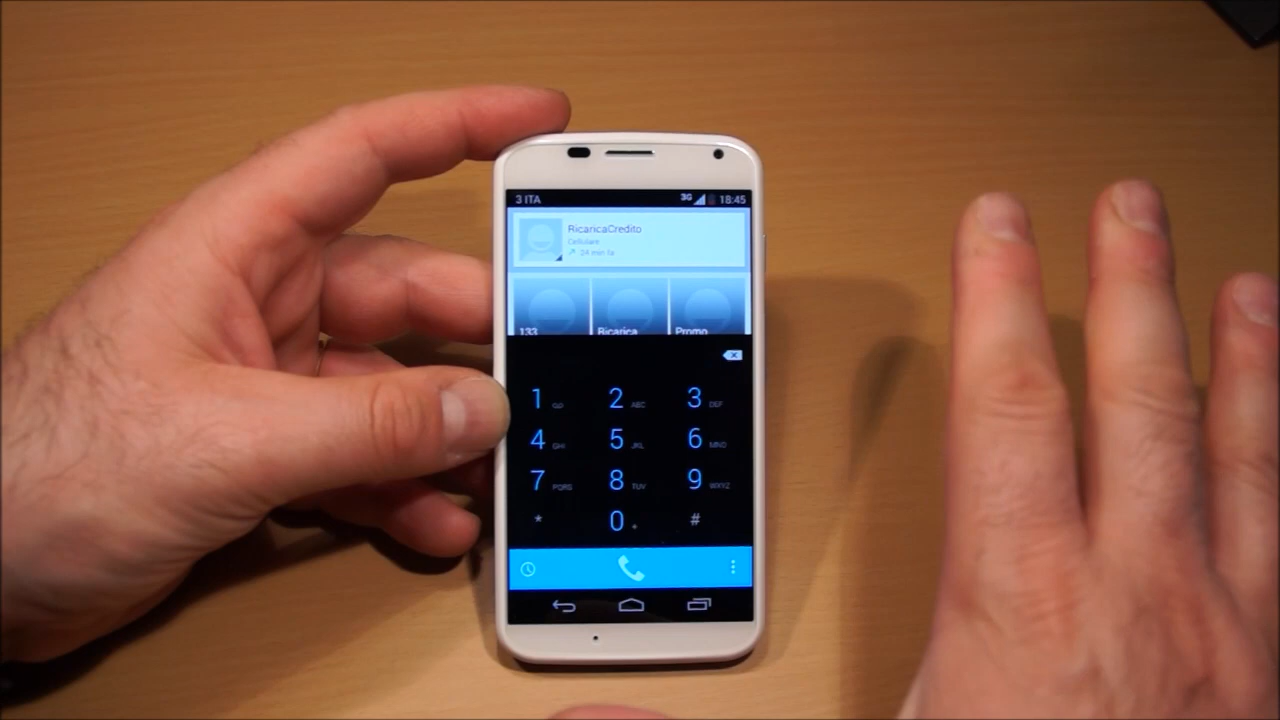 3 ITA 3G 18:45
RicaricaCredito
Cellulare
24 min fa
133 Ricarica Promo
1 2 ABC 3 DEF
4 GHI 5 JKL 6 MNO
7 PQRS 8 TUV 9 WXYZ
* 0 + #